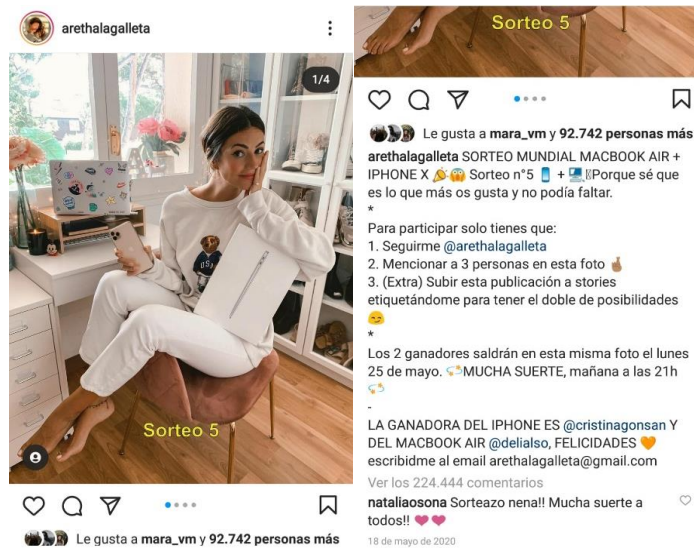 arethalagalleta
1/4
Sorteo 5
Le gusta a mara_vm y 92.742 personas más
Sorteo 5
Le gusta a mara_vm y 92.742 personas más
arethalagalleta SORTEO MUNDIAL MACBOOK AIR +
IPHONE X 🎉😱 Sorteo n°5 📱 + 💻Porque sé que
es lo que más os gusta y no podía faltar.
*
Para participar solo tienes que:
1. Seguirme @arethalagalleta
2. Mencionar a 3 personas en esta foto 🤞🏽
3. (Extra) Subir esta publicación a stories
etiquetándome para tener el doble de posibilidades
😊
*
Los 2 ganadores saldrán en esta misma foto el lunes
25 de mayo. 💫MUCHA SUERTE, mañana a las 21h
💫
-
LA GANADORA DEL IPHONE ES @cristinagonsan Y
DEL MACBOOK AIR @delialso, FELICIDADES 🧡
escribidme al email arethalagalleta@gmail.com
Ver los 224.444 comentarios
nataliaosona Sorteazo nena!! Mucha suerte a
todos!! 💗💗
18 de mayo de 2020